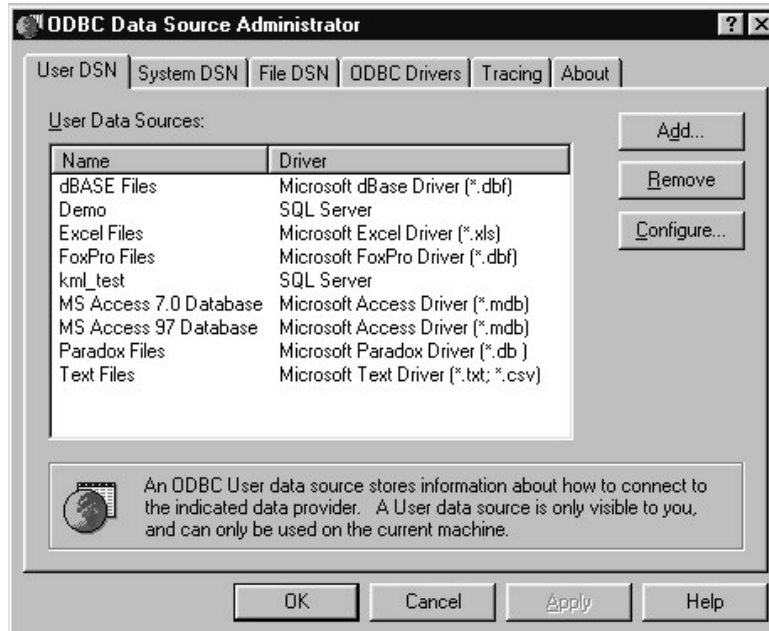 ODBC Data Source Administrator
User DSN System DSN File DSN ODBC Drivers Tracing About
User Data Sources:
Add...
Name Driver
dBASE Files Microsoft dBase Driver (*.dbf)
Remove
Demo SQL Server
Excel Files Microsoft Excel Driver (*.xls)
Configure...
FoxPro Files Microsoft FoxPro Driver (*.dbf)
kml_test SQL Server
MS Access 7.0 Database Microsoft Access Driver (*.mdb)
MS Access 97 Database Microsoft Access Driver (*.mdb)
Paradox Files Microsoft Paradox Driver (*.db )
Text Files Microsoft Text Driver (*.txt; *.csv)
An ODBC User data source stores information about how to connect to
the indicated data provider. A User data source is only visible to you,
and can only be used on the current machine.
OK Cancel Apply Help